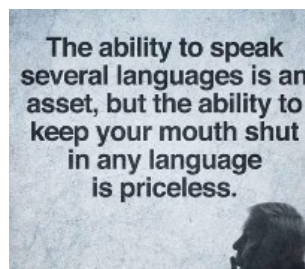 The ability to speak
several languages is an
asset, but the ability to
keep your mouth shut
in any language
is priceless.